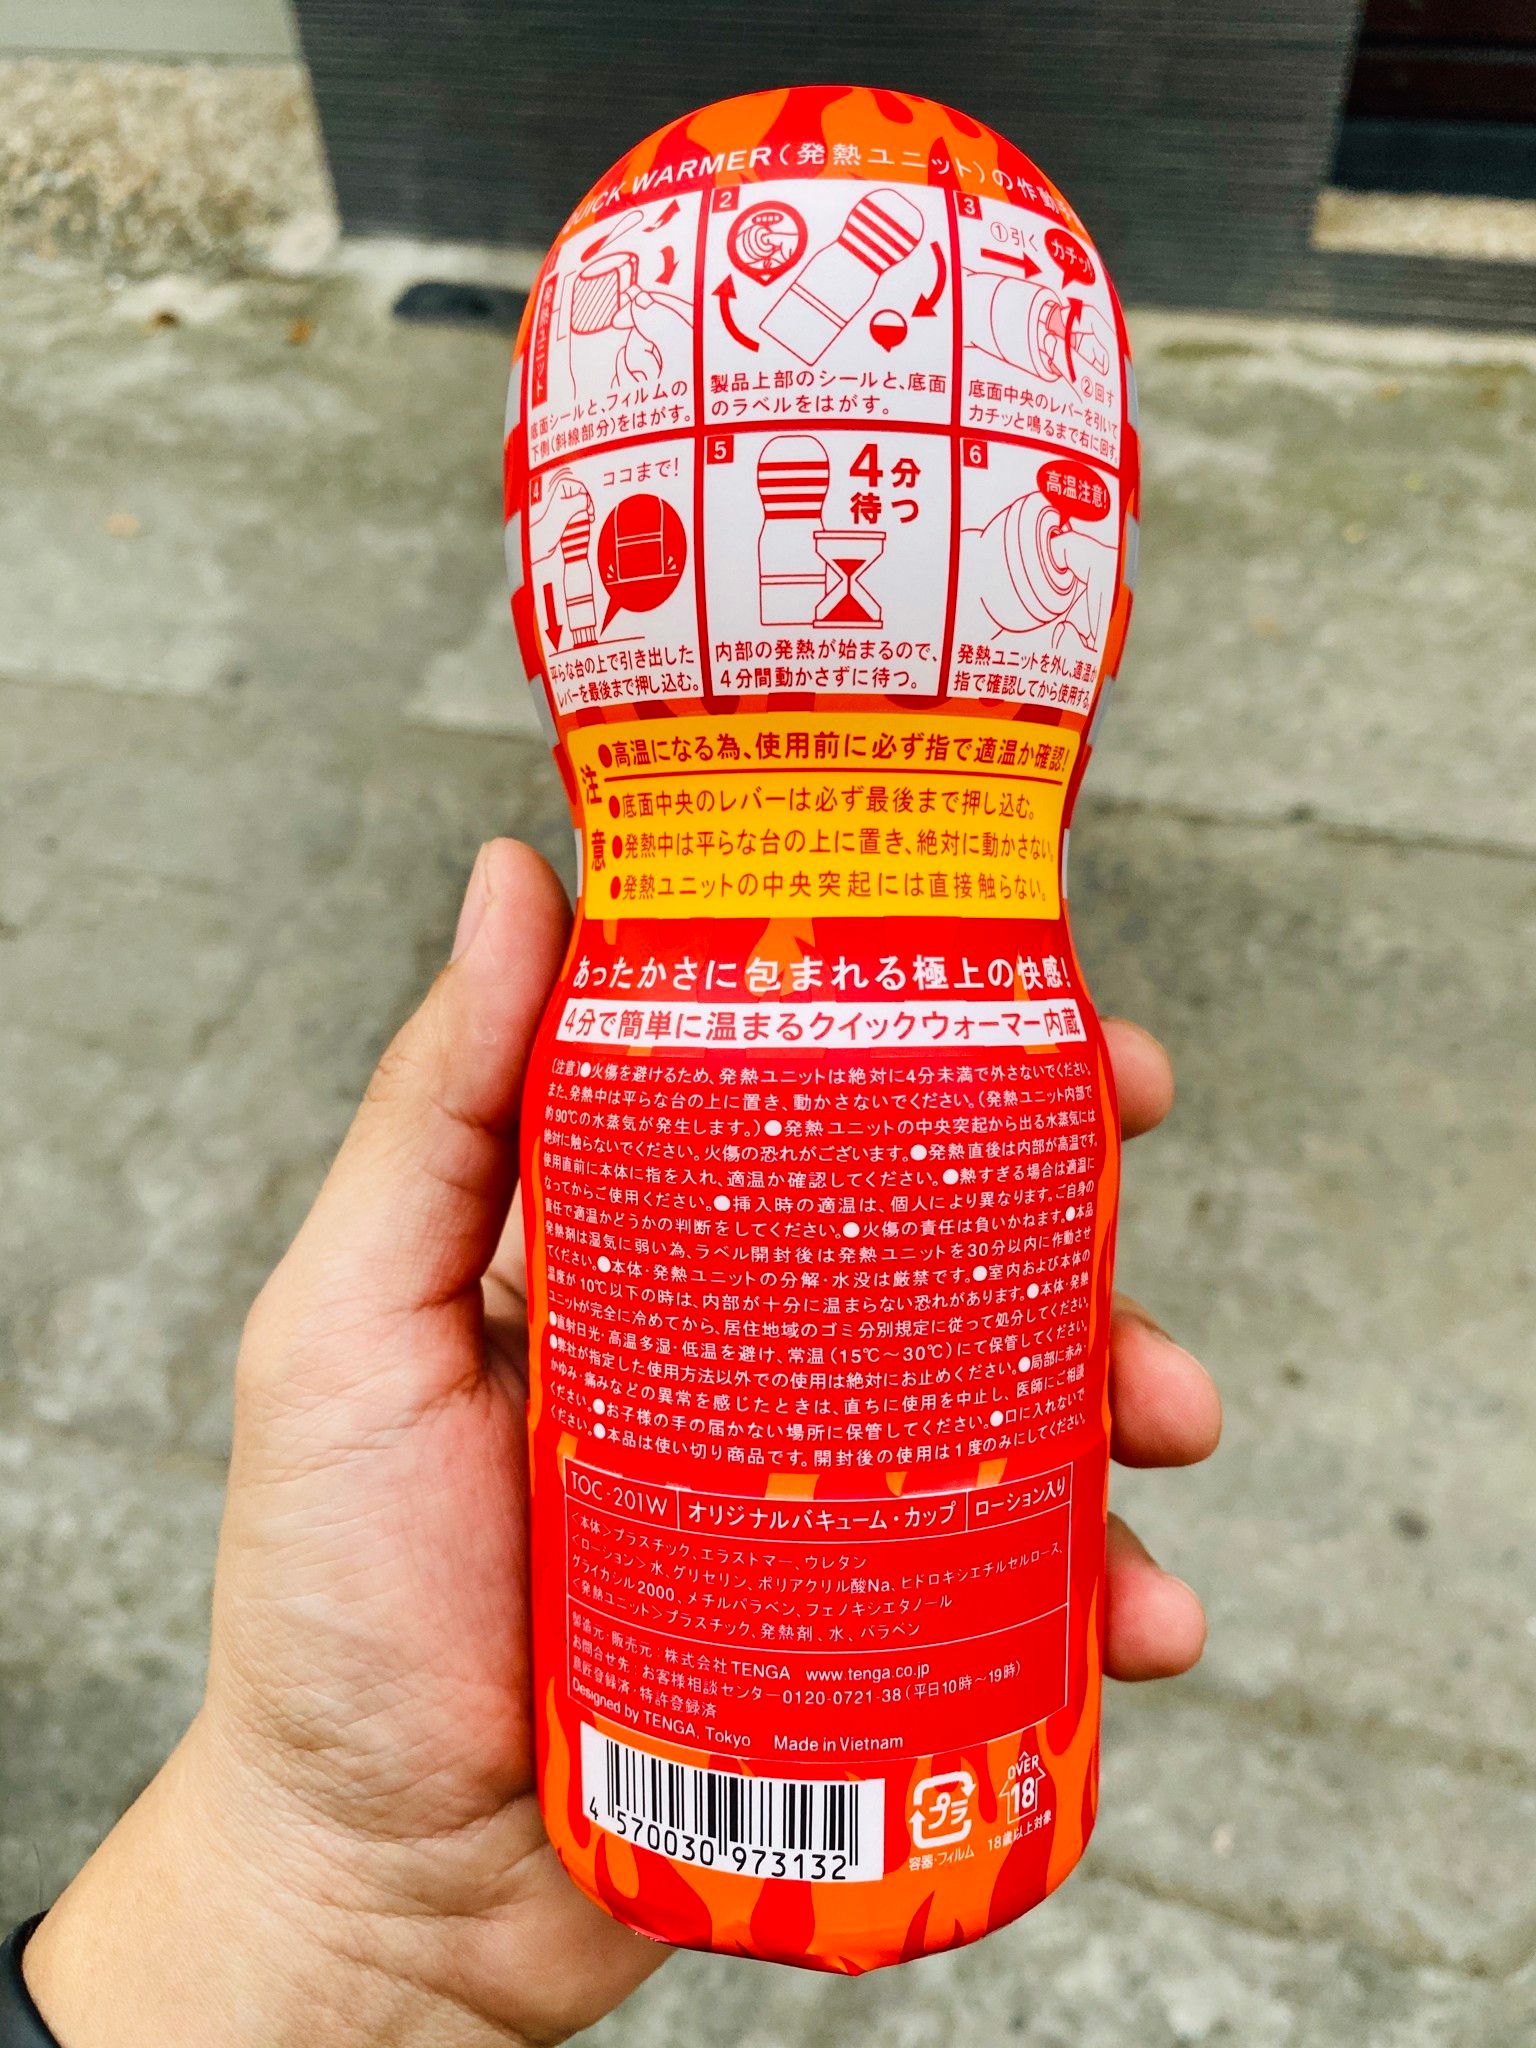 QUICK WARMER(発熱ユニット)の作動
発熱ユニット
底面シールと、フィルムの
下側(斜線部分)をはがす。
2
製品上部のシールと、底面
のラベルをはがす。
3
①引く
カチッ!
②回す
底面中央のレバーを引いて
カチッと鳴るまで右に回す。
4
ココまで!
平らな台の上で引き出した
レバーを最後まで押し込む。
5
4分
待つ
内部の発熱が始まるので、
4分間動かさずに待つ。
6
高温注意!
発熱ユニットを外し、適温か
指で確認してから使用する。
注意
●高温になる為、使用前に必ず指で適温か確認!
●底面中央のレバーは必ず最後まで押し込む。
●発熱中は平らな台の上に置き、絶対に動かさない。
●発熱ユニットの中央突起には直接触らない。
あったかさに包まれる極上の快感!
4分で簡単に温まるクイックウォーマー内蔵
〔注意〕●火傷を避けるため、発熱ユニットは絶対に4分未満で外さないでください。
また、発熱中は平らな台の上に置き、動かさないでください。(発熱ユニット内部で
約90℃の水蒸気が発生します。)●発熱ユニットの中央突起から出る水蒸気には
絶対に触らないでください。火傷の恐れがございます。●発熱直後は内部が高温です。
使用直前に本体に指を入れ、適温か確認してください。●熱すぎる場合は適温に
なってからご使用ください。●挿入時の適温は、個人により異なります。ご自身の
責任で適温かどうかの判断をしてください。●火傷の責任は負いかねます。●本品
発熱剤は湿気に弱い為、ラベル開封後は発熱ユニットを30分以内に作動させ
てください。●本体・発熱ユニットの分解・水没は厳禁です。●室内および本体の
温度が10℃以下の時は、内部が十分に温まらない恐れがあります。●本体・発熱
ユニットが完全に冷めてから、居住地域のゴミ分別規定に従って処分してください。
●直射日光・高温多湿・低温を避け、常温(15℃～30℃)にて保管してください。
●弊社が指定した使用方法以外での使用は絶対にお止めください。●局部に赤み・
かゆみ・痛みなどの異常を感じたときは、直ちに使用を中止し、医師にご相談
ください。●お子様の手の届かない場所に保管してください。●口に入れないで
ください。●本品は使い切り商品です。開封後の使用は1度のみにしてください。
TOC-201W オリジナルバキューム・カップ ローション入り
<本体>プラスチック、エラストマー、ウレタン
<ローション>水、グリセリン、ポリアクリル酸Na、ヒドロキシエチルセルロース、
グライカシル2000、メチルパラベン、フェノキシエタノール
<発熱ユニット>プラスチック、発熱剤、水、パラベン
製造元・販売元：株式会社TENGA www.tenga.co.jp
お問合せ先：お客様相談センター0120-0721-38(平日10時～19時)
意匠登録済・特許登録済
Designed by TENGA, Tokyo Made in Vietnam
4 570030 973132
プラ
容器・フィルム
OVER
18
18歳以上対象